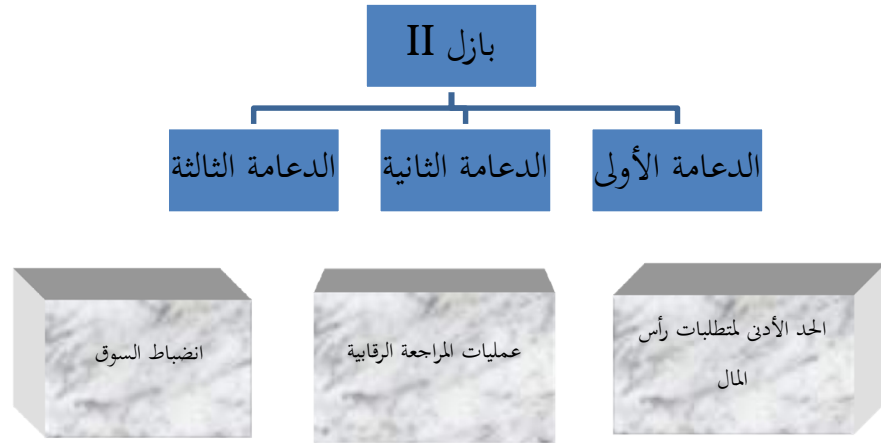 بازل II
الدعامة الأولى
الدعامة الثانية
الدعامة الثالثة
الحد الأدنى لمتطلبات رأس
المال
عمليات المراجعة الرقابية
انضباط السوق